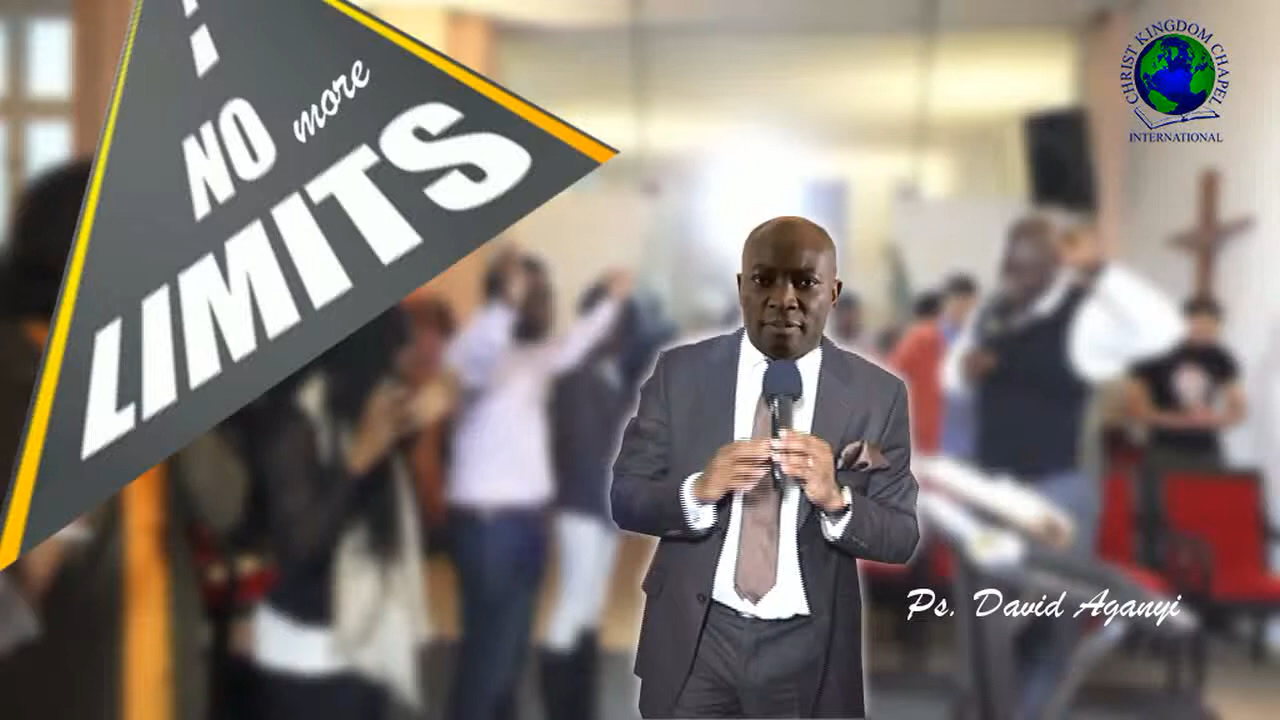 NO more
LIMITS
CHRIST KINGDOM CHAPEL
INTERNATIONAL
Ps. David Aganyi